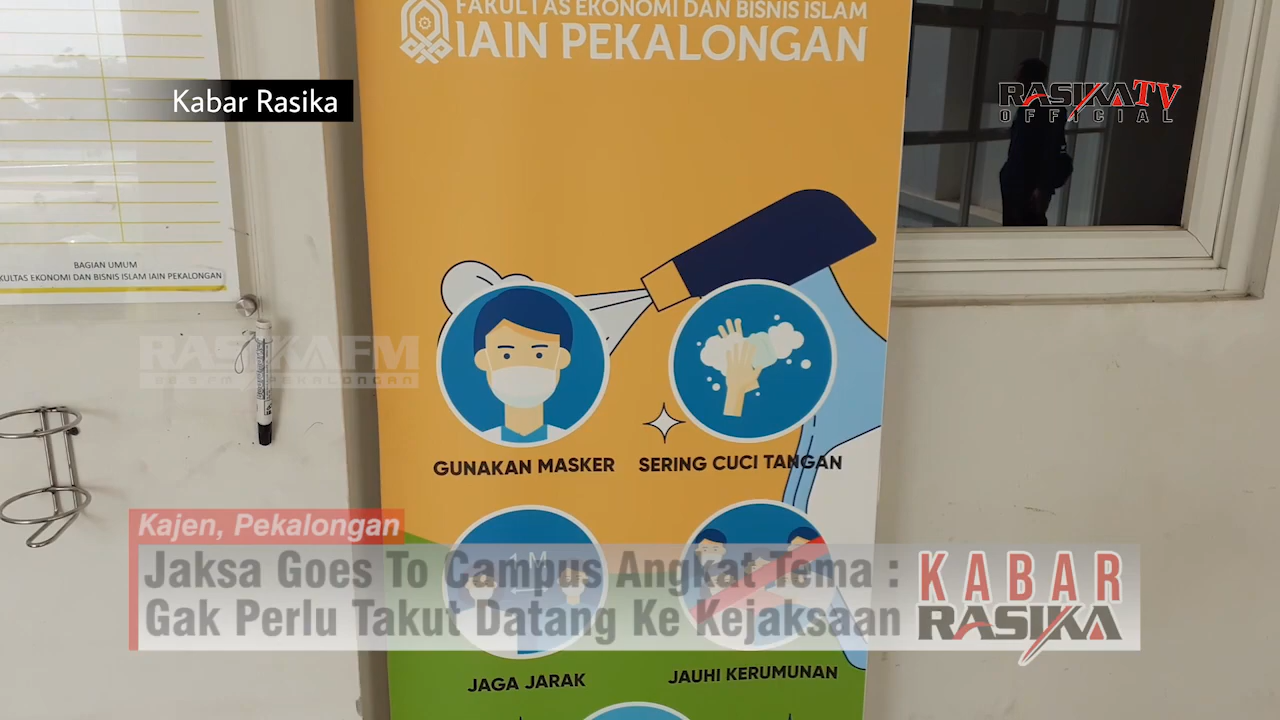 FAKULTAS EKONOMI DAN BISNIS ISLAM
IAIN PEKALONGAN
Kabar Rasika
RASIKATV
OFFICIAL
BAGIAN UMUM
KULTAS EKONOMI DAN BISNIS ISLAM IAIN PEKALONGAN
RASIKAFM
PEKALONGAN
GUNAKAN MASKER
SERING CUCI TANGAN
Kajen, Pekalongan
1 M
Jaksa Goes To Campus Angkat Tema :
Gak Perlu Takut Datang Ke Kejaksaan
KABAR
RASIKA
JAGA JARAK
JAUHI KERUMUNAN